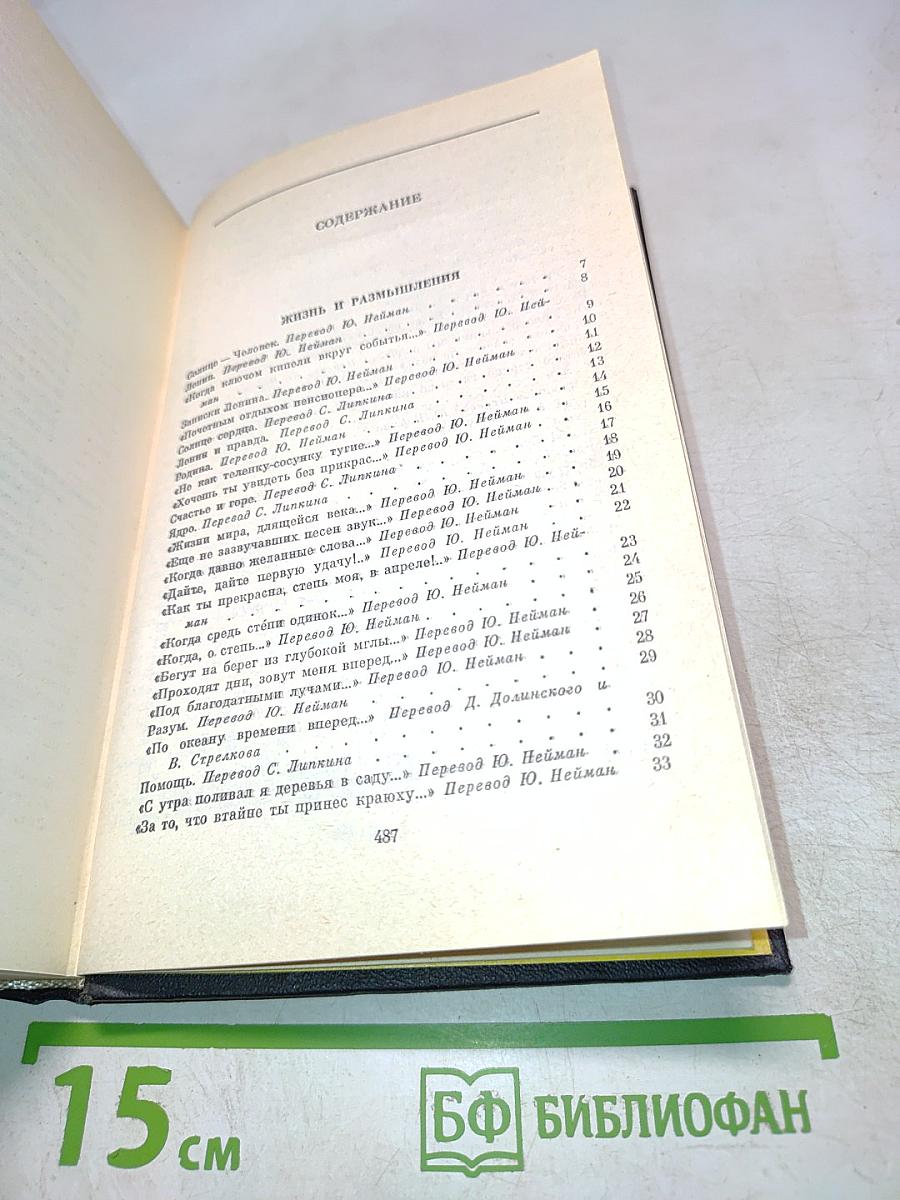 СОДЕРЖАНИЕ
ЖИЗНЬ И РАЗМЫШЛЕНИЯ
Солнце — Человек. Перевод Ю. Нейман . . . . . . 7
Ленин. Перевод Ю. Нейман . . . . . . . . 8
«Когда ключом кипели вкруг событья...» Перевод Ю. Ней-
ман . . . . . . . . . . 9
Записки Ленина. Перевод Ю. Нейман . . . . . 10
«Почетным отдыхом пенсионера...» Перевод Ю. Нейман 11
Солнце сердца. Перевод С. Липкина . . . . . 12
Ленин и правда. Перевод С. Липкина . . . . . 13
Родина. Перевод Ю. Нейман . . . . . . . 14
«Но как теленку-сосунку тугие...» Перевод Ю. Нейман . 15
«Хочешь ты увидеть без прикрас...» Перевод Ю. Нейман . 16
Счастье и горе. Перевод С. Липкина . . . . . 17
Ядро. Перевод С. Липкина . . . . . . . 18
«Жизни мира, длящейся века...» Перевод Ю. Нейман . 19
«Еще не зазвучавших песен звук...» Перевод Ю. Нейман . 20
«Когда давно желанные слова...» Перевод Ю. Нейман . 21
«Дайте, дайте первую удачу!..» Перевод Ю. Нейман . 22
«Как ты прекрасна, степь моя, в апреле!..» Перевод Ю. Ней-
ман . . . . . . . . . . 23
«Когда средь сте́пи одинок...» Перевод Ю. Нейман . . 24
«Когда, о степь...» Перевод Ю. Нейман . . . . 25
«Бегут на берег из глубокой мглы...» Перевод Ю. Нейман . 26
«Проходят дни, зовут меня вперед...» Перевод Ю. Нейман 27
«Под благодатными лучами...» Перевод Ю. Нейман . . 28
Разум. Перевод Ю. Нейман . . . . . . . 29
«По океану времени вперед...» Перевод Д. Долинского и
В. Стрелкова . . . . . . . . . 30
Помощь. Перевод С. Липкина . . . . . . 31
«С утра поливал я деревья в саду...» Перевод Ю. Нейман . 32
«За то, что втайне ты принес краюху...» Перевод Ю. Нейман 33
487
15 см
БФ БИБЛИОФАН